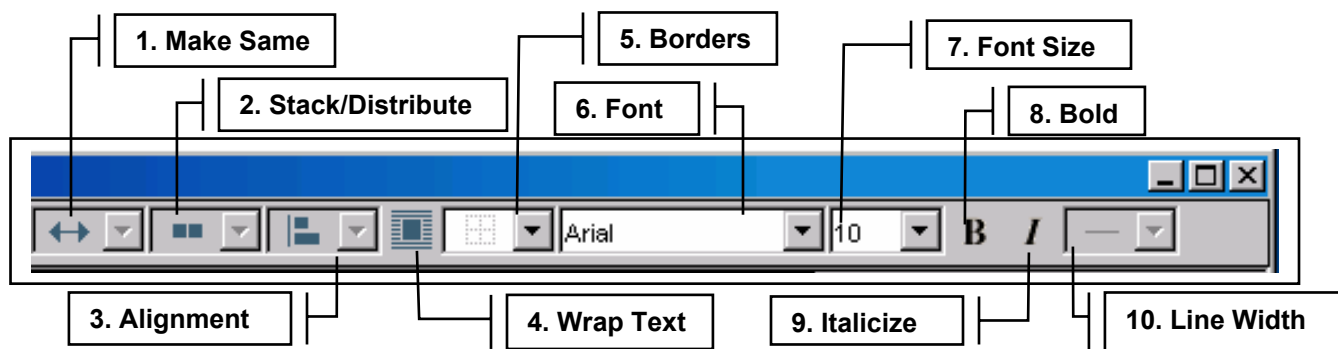 1. Make Same
5. Borders
7. Font Size
2. Stack/Distribute
6. Font
8. Bold
Arial
10
B
I
3. Alignment
4. Wrap Text
9. Italicize
10. Line Width